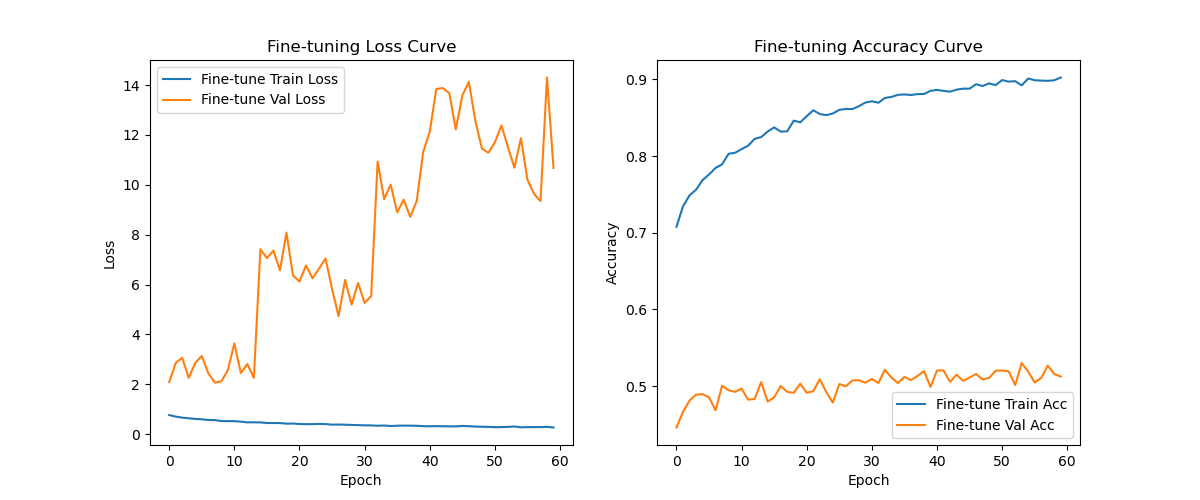 Fine-tuning Loss Curve
Fine-tune Train Loss
Fine-tune Val Loss
Loss
14
12
10
8
6
4
2
0
0 10 20 30 40 50 60
Epoch
Fine-tuning Accuracy Curve
Accuracy
0.9
0.8
0.7
0.6
0.5
Fine-tune Train Acc
Fine-tune Val Acc
0 10 20 30 40 50 60
Epoch